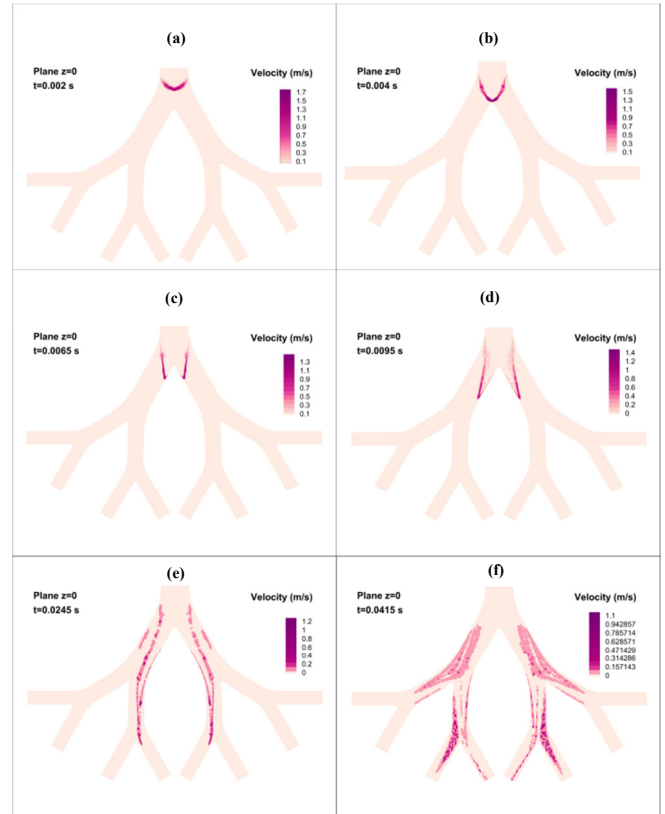 (a)
Plane z=0
t=0.002 s
Velocity (m/s)
1.7
1.5
1.3
1.1
0.9
0.7
0.5
0.3
0.1
(b)
Plane z=0
t=0.004 s
Velocity (m/s)
1.5
1.3
1.1
0.9
0.7
0.5
0.3
0.1
(c)
Plane z=0
t=0.0065 s
Velocity (m/s)
1.3
1.1
0.9
0.7
0.5
0.3
0.1
(d)
Plane z=0
t=0.0095 s
Velocity (m/s)
1.4
1.2
1
0.8
0.6
0.4
0.2
0
(e)
Plane z=0
t=0.0245 s
Velocity (m/s)
1.2
1
0.8
0.6
0.4
0.2
0
(f)
Plane z=0
t=0.0415 s
Velocity (m/s)
1.1
0.942857
0.785714
0.628571
0.471429
0.314286
0.157143
0